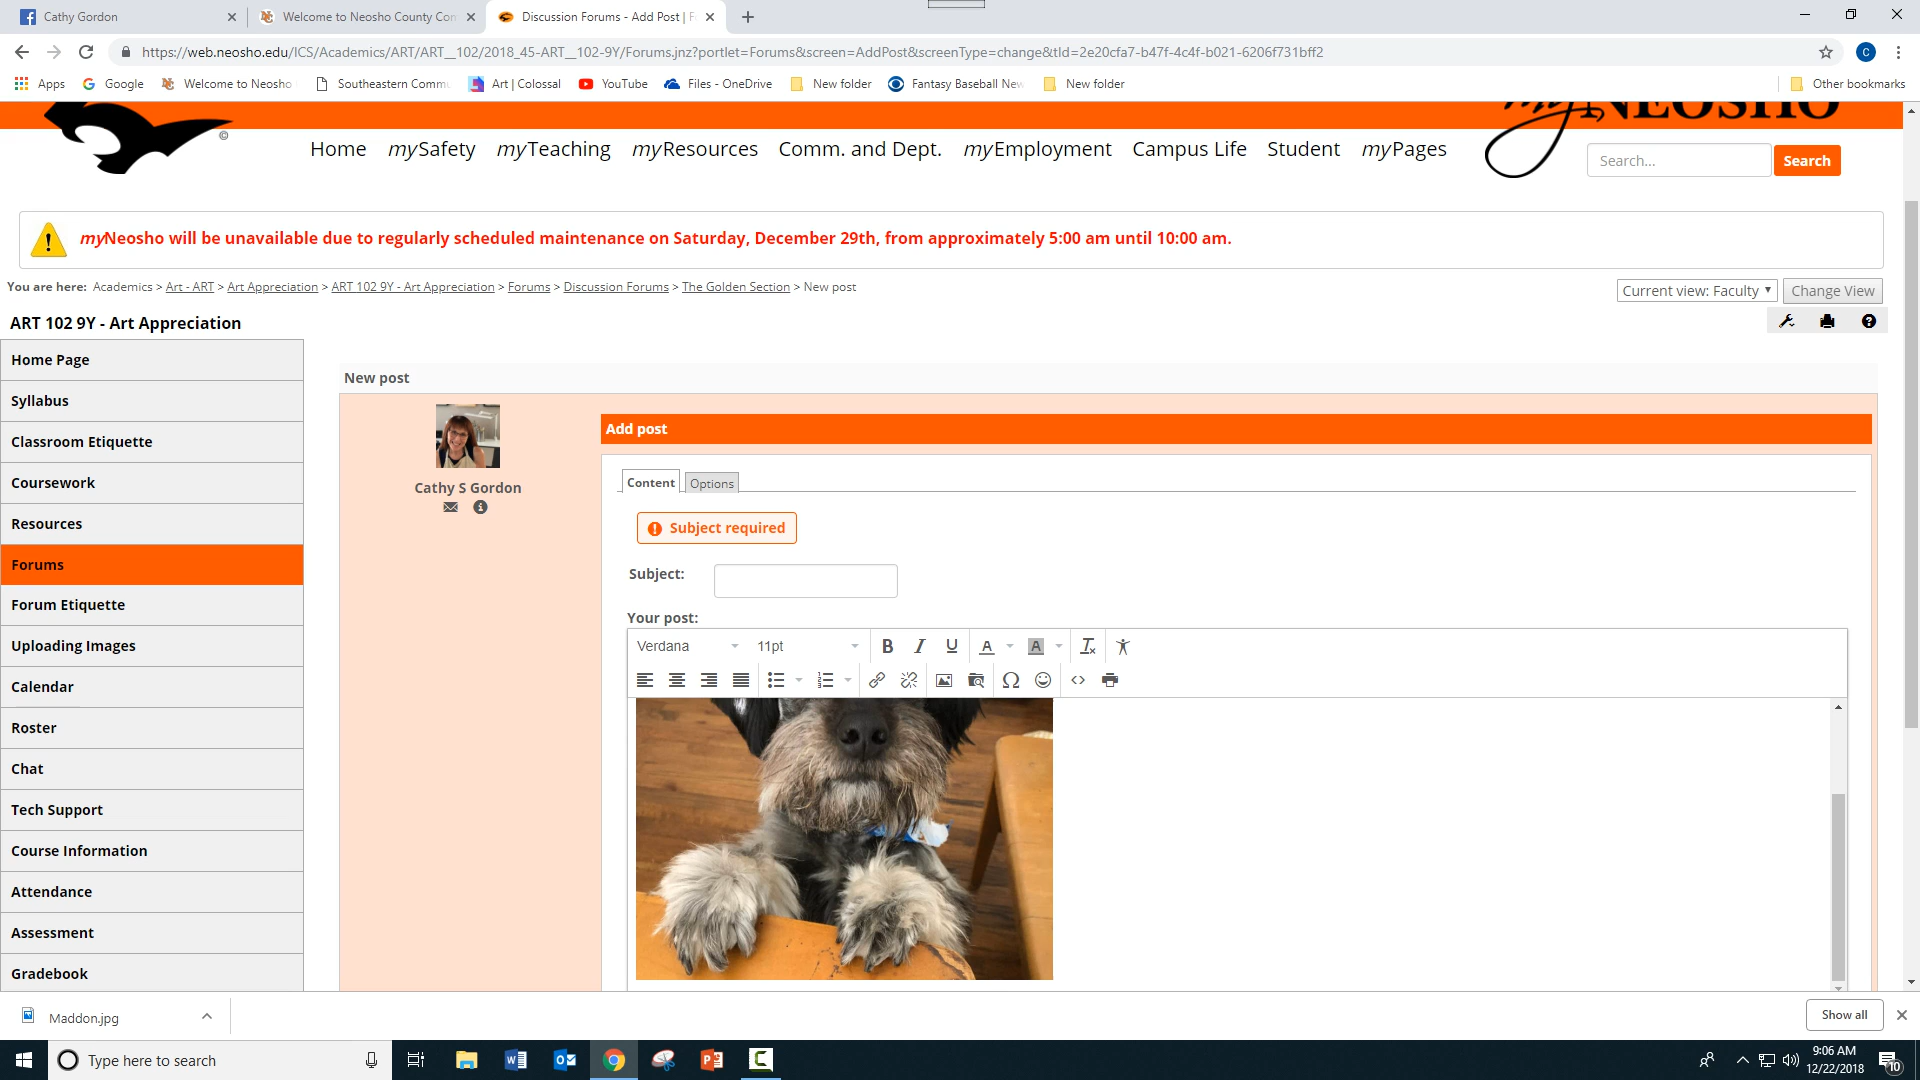 Cathy Gordon
Welcome to Neosho County Con
Discussion Forums - Add Post | F
https://web.neosho.edu/ICS/Academics/ART/ART__102/2018_45-ART__102-9Y/Forums.jnz?portlet=Forums&screen=AddPost&screenType=change&tId=2e20cfa7-b47f-4c4f-b021-6206f731bff2
C
Apps Google Welcome to Neosho Southeastern Commu Art | Colossal YouTube Files - OneDrive New folder Fantasy Baseball New New folder Other bookmarks
myNEOSHO
©
Home mySafety myTeaching myResources Comm. and Dept. myEmployment Campus Life Student myPages
Search... Search
myNeosho will be unavailable due to regularly scheduled maintenance on Saturday, December 29th, from approximately 5:00 am until 10:00 am.
You are here: Academics > Art - ART > Art Appreciation > ART 102 9Y - Art Appreciation > Forums > Discussion Forums > The Golden Section > New post
Current view: Faculty Change View
ART 102 9Y - Art Appreciation
Home Page
Syllabus
Classroom Etiquette
Coursework
Resources
Forums
Forum Etiquette
Uploading Images
Calendar
Roster
Chat
Tech Support
Course Information
Attendance
Assessment
Gradebook
New post
Cathy S Gordon
Add post
Content Options
Subject required
Subject:
Your post:
Verdana 11pt B I U A A
Maddon.jpg
Show all
Type here to search
9:06 AM
12/22/2018
10